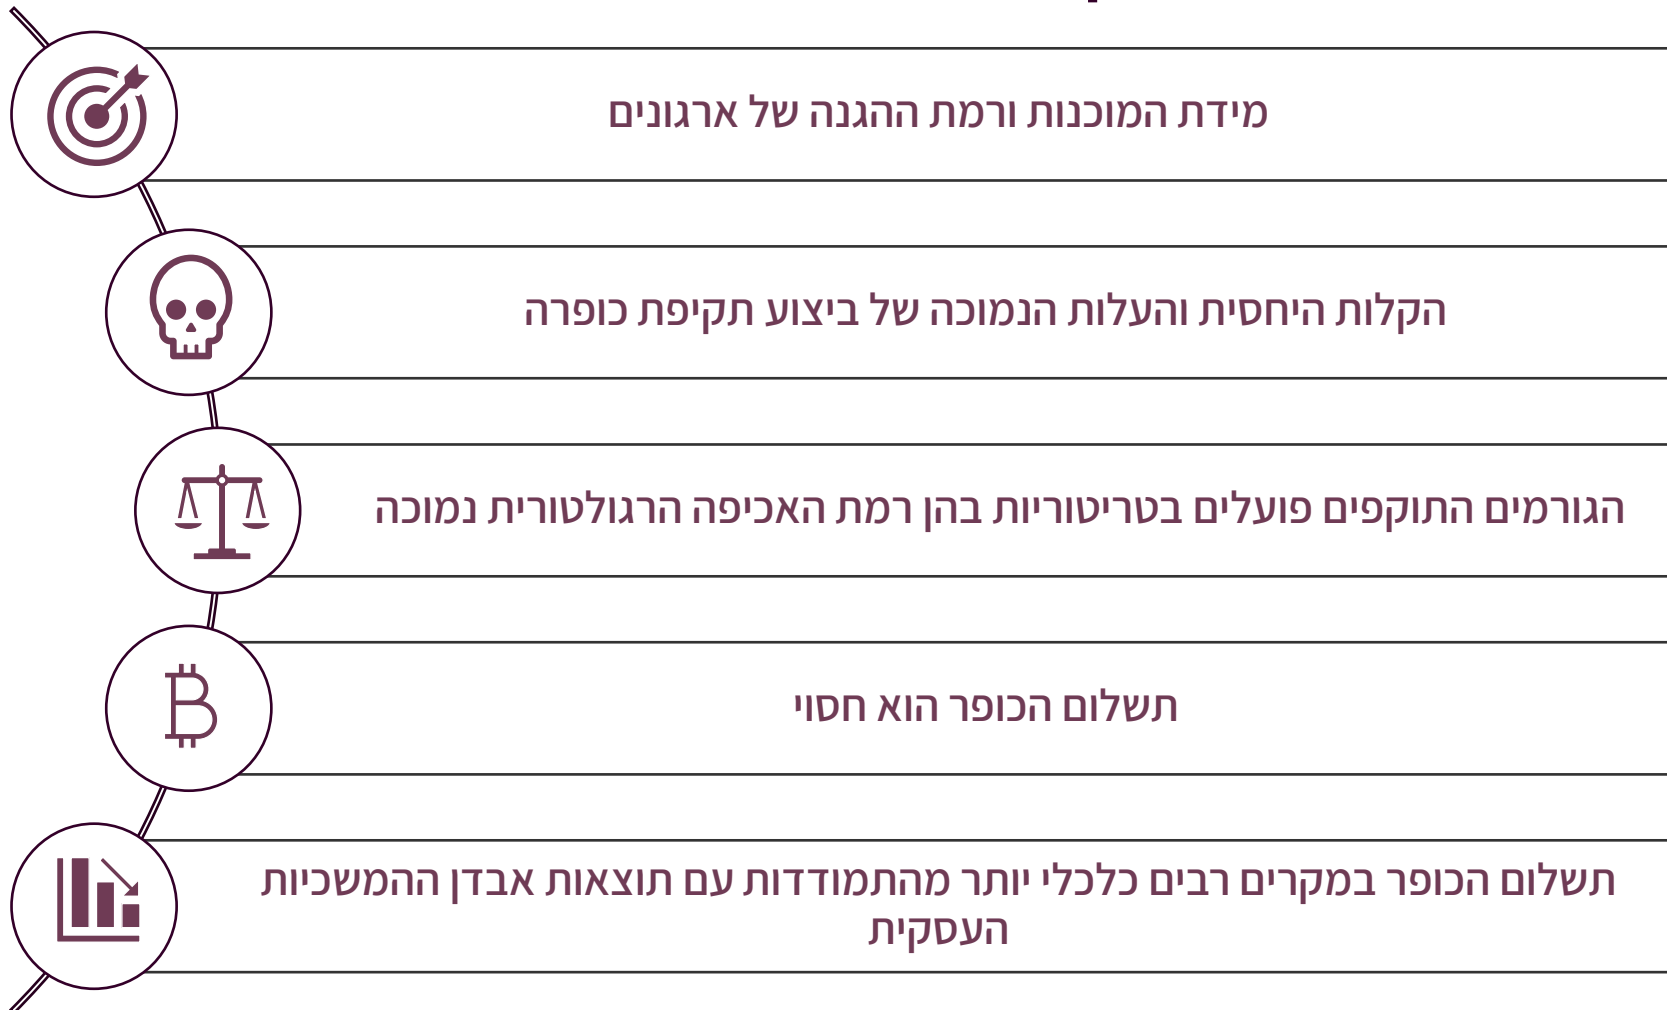 מידת המוכנות ורמת ההגנה של ארגונים
הקלות היחסית והעלות הנמוכה של ביצוע תקיפת כופרה
הגורמים התוקפים פועלים בטריטוריות בהן רמת האכיפה הרגולטורית נמוכה
תשלום הכופר הוא חסוי
תשלום הכופר במקרים רבים כלכלי יותר מהתמודדות עם תוצאות אבדן ההמשכיות
העסקית